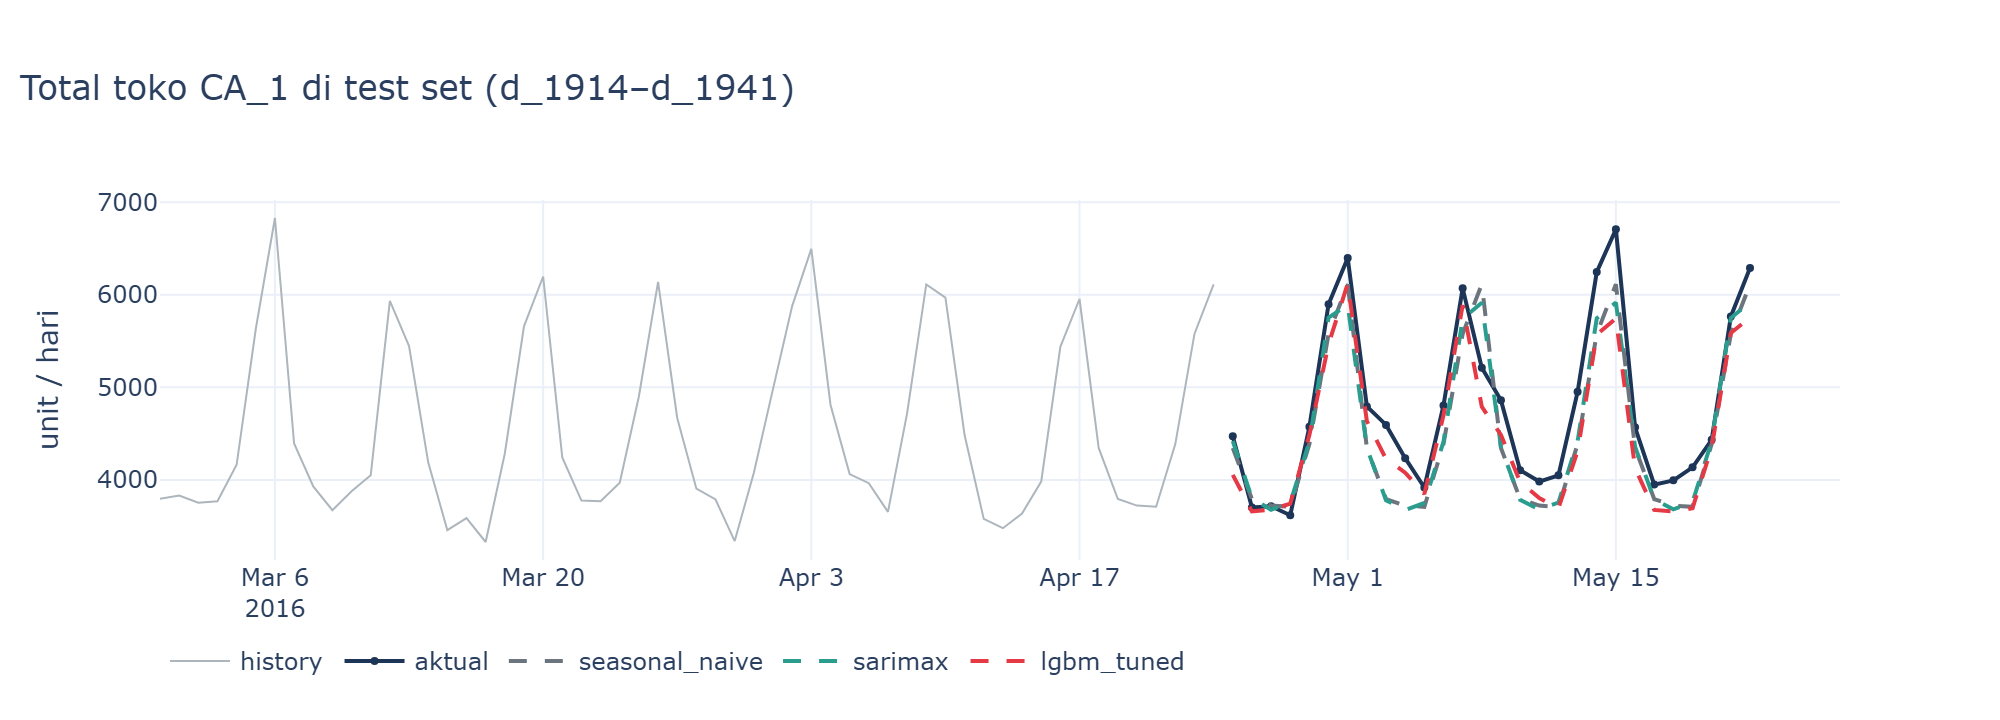 Total toko CA_1 di test set (d_1914–d_1941)
unit / hari
7000
6000
5000
4000
Mar 6
2016
Mar 20
Apr 3
Apr 17
May 1
May 15
history
aktual
seasonal_naive
sarimax
lgbm_tuned